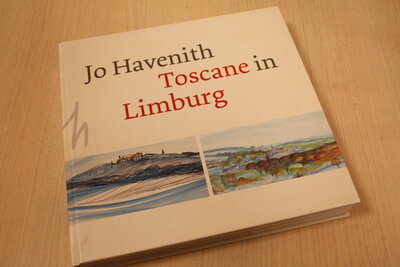 Jo Havenith
Toscane in
Limburg
h